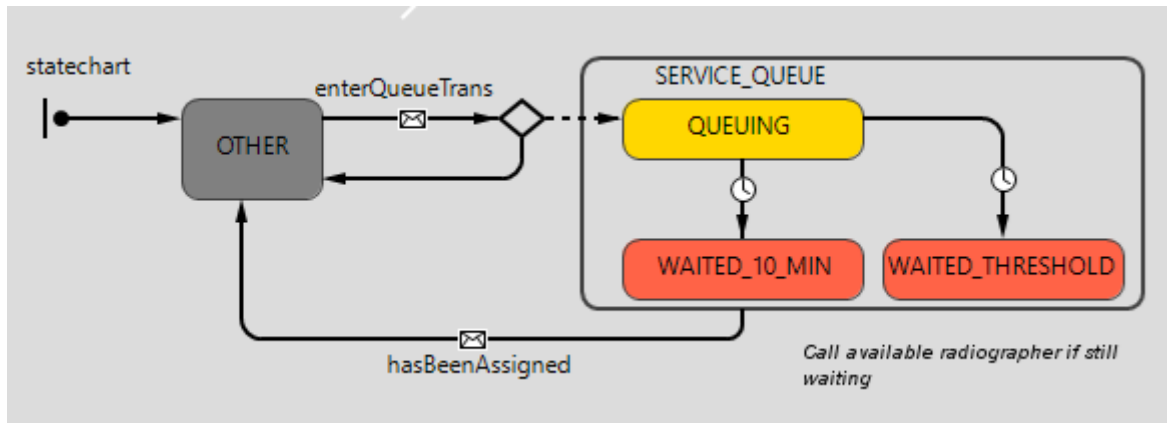 statechart
enterQueueTrans
SERVICE_QUEUE
OTHER
QUEUING
WAITED_10_MIN
WAITED_THRESHOLD
hasBeenAssigned
Call available radiographer if still
waiting